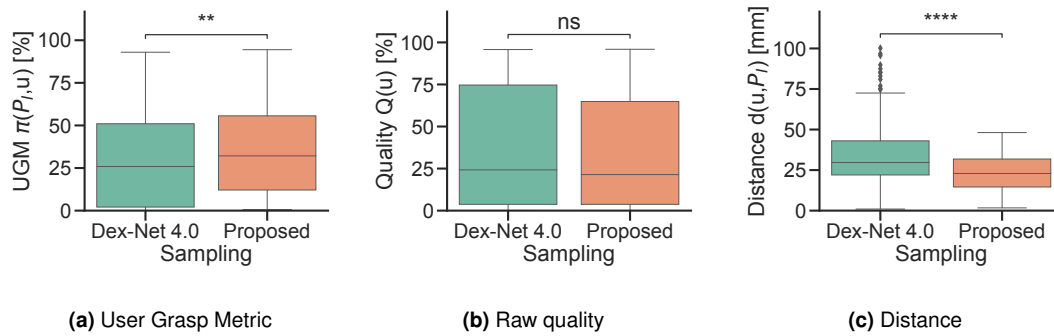 **
UGM π(P_I,u) [%]
100
75
50
25
0
Dex-Net 4.0 Proposed
Sampling
(a) User Grasp Metric
ns
Quality Q(u) [%]
100
75
50
25
0
Dex-Net 4.0 Proposed
Sampling
(b) Raw quality
****
Distance d(u,P_I) [mm]
100
75
50
25
0
Dex-Net 4.0 Proposed
Sampling
(c) Distance